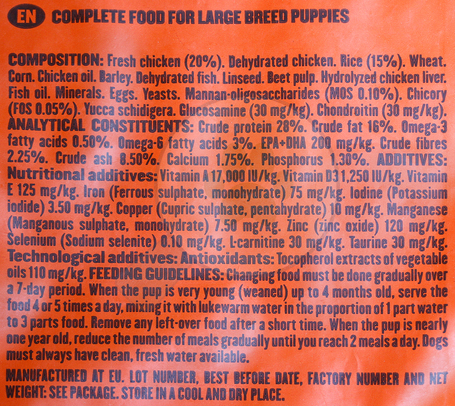 EN COMPLETE FOOD FOR LARGE BREED PUPPIES
COMPOSITION: Fresh chicken (20%). Dehydrated chicken. Rice (15%). Wheat.
Corn. Chicken oil. Barley. Dehydrated fish. Linseed. Beet pulp. Hydrolyzed chicken liver.
Fish oil. Minerals. Eggs. Yeasts. Mannan-oligosaccharides (MOS 0.10%). Chicory
(FOS 0.05%). Yucca schidigera. Glucosamine (30 mg/kg). Chondroitin (30 mg/kg).
ANALYTICAL CONSTITUENTS: Crude protein 28%. Crude fat 16%. Omega-3
fatty acids 0.50%. Omega-6 fatty acids 3%. EPA+DHA 200 mg/kg. Crude fibres
2.25%. Crude ash 8.50%. Calcium 1.75%. Phosphorus 1.30%. ADDITIVES:
Nutritional additives: Vitamin A 17,000 IU/kg. Vitamin D3 1,250 IU/kg. Vitamin
E 125 mg/kg. Iron (Ferrous sulphate, monohydrate) 75 mg/kg. Iodine (Potassium
iodide) 3.50 mg/kg. Copper (Cupric sulphate, pentahydrate) 10 mg/kg. Manganese
(Manganous sulphate, monohydrate) 7.50 mg/kg. Zinc (zinc oxide) 120 mg/kg.
Selenium (Sodium selenite) 0.10 mg/kg. L-carnitine 30 mg/kg. Taurine 30 mg/kg.
Technological additives: Antioxidants: Tocopherol extracts of vegetable
oils 110 mg/kg. FEEDING GUIDELINES: Changing food must be done gradually over
a 7-day period. When the pup is very young (weaned) up to 4 months old, serve the
food 4 or 5 times a day, mixing it with lukewarm water in the proportion of 1 part water
to 3 parts food. Remove any left-over food after a short time. When the pup is nearly
one year old, reduce the number of meals gradually until you reach 2 meals a day. Dogs
must always have clean, fresh water available.
MANUFACTURED AT EU. LOT NUMBER, BEST BEFORE DATE, FACTORY NUMBER AND NET
WEIGHT: SEE PACKAGE. STORE IN A COOL AND DRY PLACE.